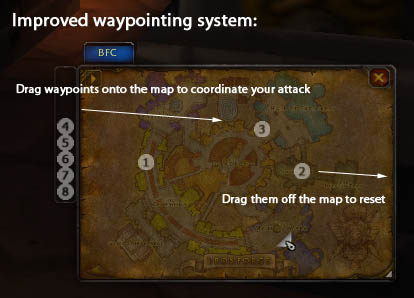 Improved waypointing system:
BFC
Drag waypoints onto the map to coordinate your attack
4
3
5
6
1
2
7
8
Drag them off the map to reset
IRONFORGE